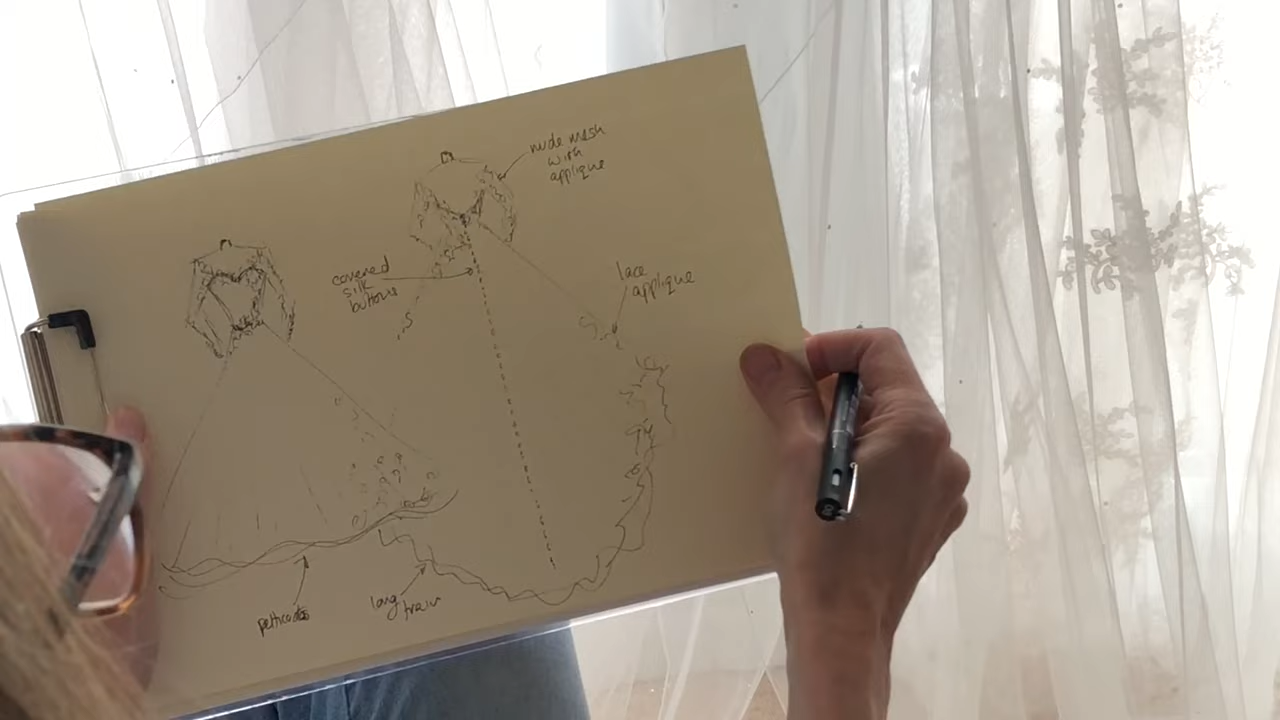 nude mesh
with
applique
covered
silk
buttons
lace
applique
petticoats
long
train